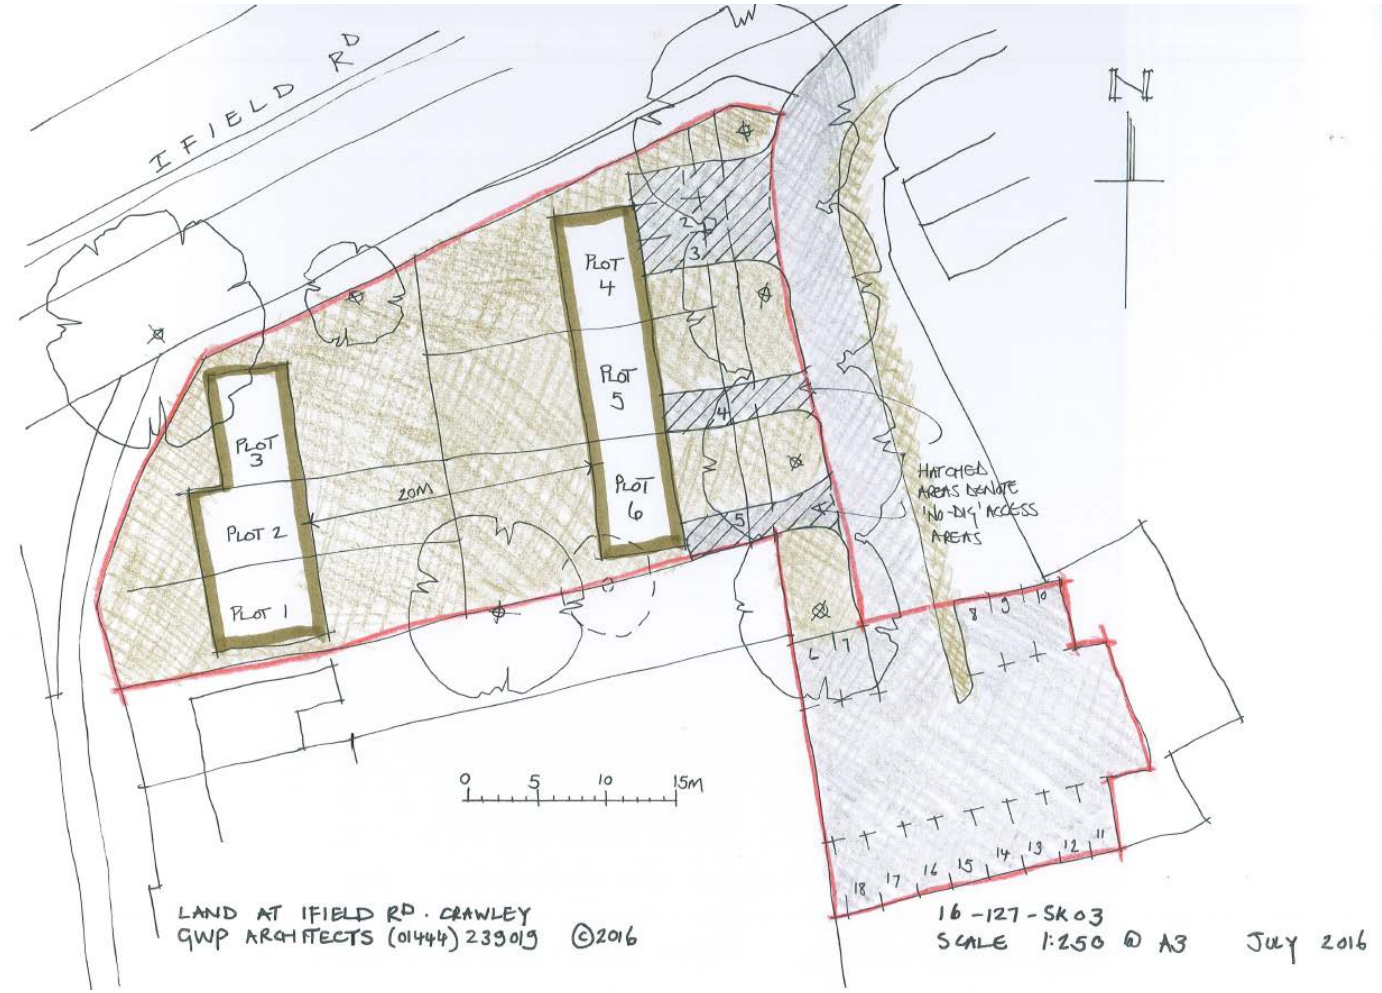 IFIELD RD
N
1
2
3
PLOT
4
PLOT
5
4
PLOT
3
20M
PLOT
6
5
PLOT 2
PLOT 1
HATCHED
AREAS DENOTE
'NO-DIG' ACCESS
AREAS
6 7
8 9 10
0 5 10 15M
18 17 16 15 14 13 12 11
LAND AT IFIELD RD. CRAWLEY
GWP ARCHITECTS (01444) 239019 ©2016
16-127-SK03
SCALE 1:250 @ A3 JULY 2016